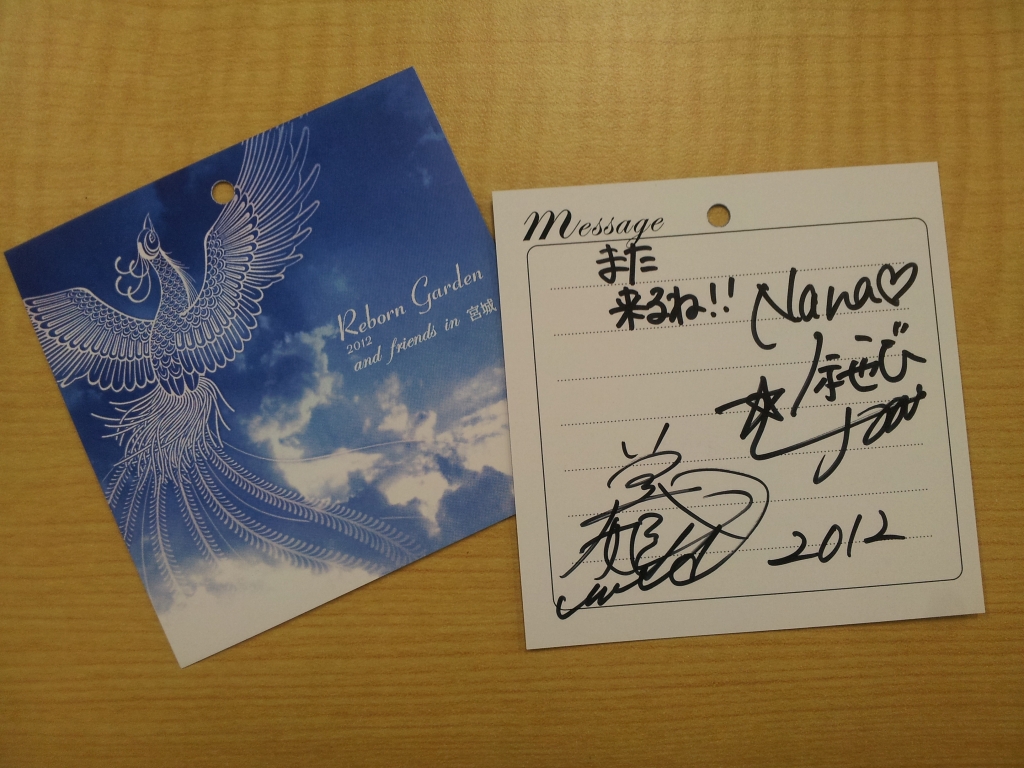 Reborn Garden
2012
and friends in 宮城
Message
また
来るね!!
Nana♡
2012